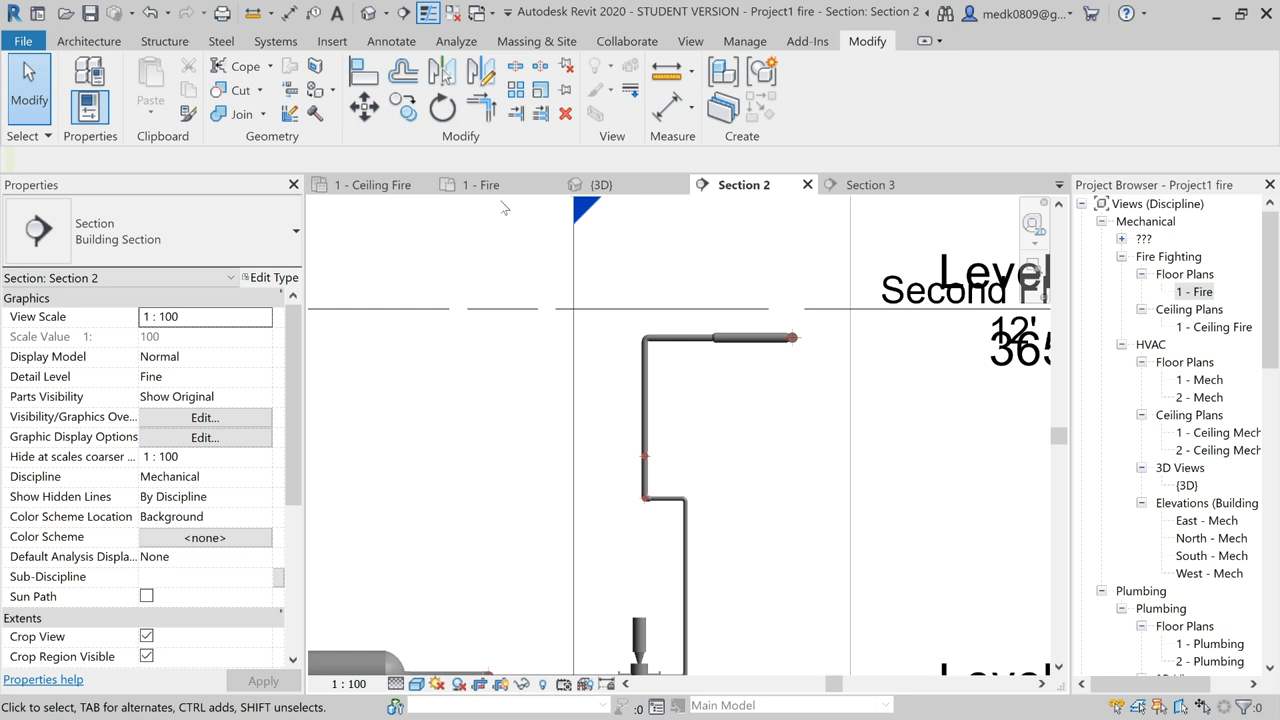 Autodesk Revit 2020 - STUDENT VERSION - Project1 fire - Section: Section 2
medk0809@g...
File Architecture Structure Steel Systems Insert Annotate Analyze Massing & Site Collaborate View Manage Add-Ins Modify
Modify
Paste
Cope
Cut
Join
Select Properties Clipboard Geometry Modify View Measure Create
Properties
1 - Ceiling Fire
1 - Fire
{3D}
Section 2
Section 3
Project Browser - Project1 fire
Section
Building Section
Section: Section 2
Edit Type
Graphics
View Scale 1 : 100
Scale Value 1: 100
Display Model Normal
Detail Level Fine
Parts Visibility Show Original
Visibility/Graphics Ove... Edit...
Graphic Display Options Edit...
Hide at scales coarser ... 1 : 100
Discipline Mechanical
Show Hidden Lines By Discipline
Color Scheme Location Background
Color Scheme <none>
Default Analysis Displa... None
Sub-Discipline
Sun Path
Extents
Crop View
Crop Region Visible
Properties help
Apply
2D
Level
Second
12'
365
Level
Views (Discipline)
Mechanical
???
Fire Fighting
Floor Plans
1 - Fire
Ceiling Plans
1 - Ceiling Fire
HVAC
Floor Plans
1 - Mech
2 - Mech
Ceiling Plans
1 - Ceiling Mech
2 - Ceiling Mech
3D Views
{3D}
Elevations (Building
East - Mech
North - Mech
South - Mech
West - Mech
Plumbing
Plumbing
Floor Plans
1 - Plumbing
2 - Plumbing
1 : 100
Click to select, TAB for alternates, CTRL adds, SHIFT unselects.
:0
Main Model
:0